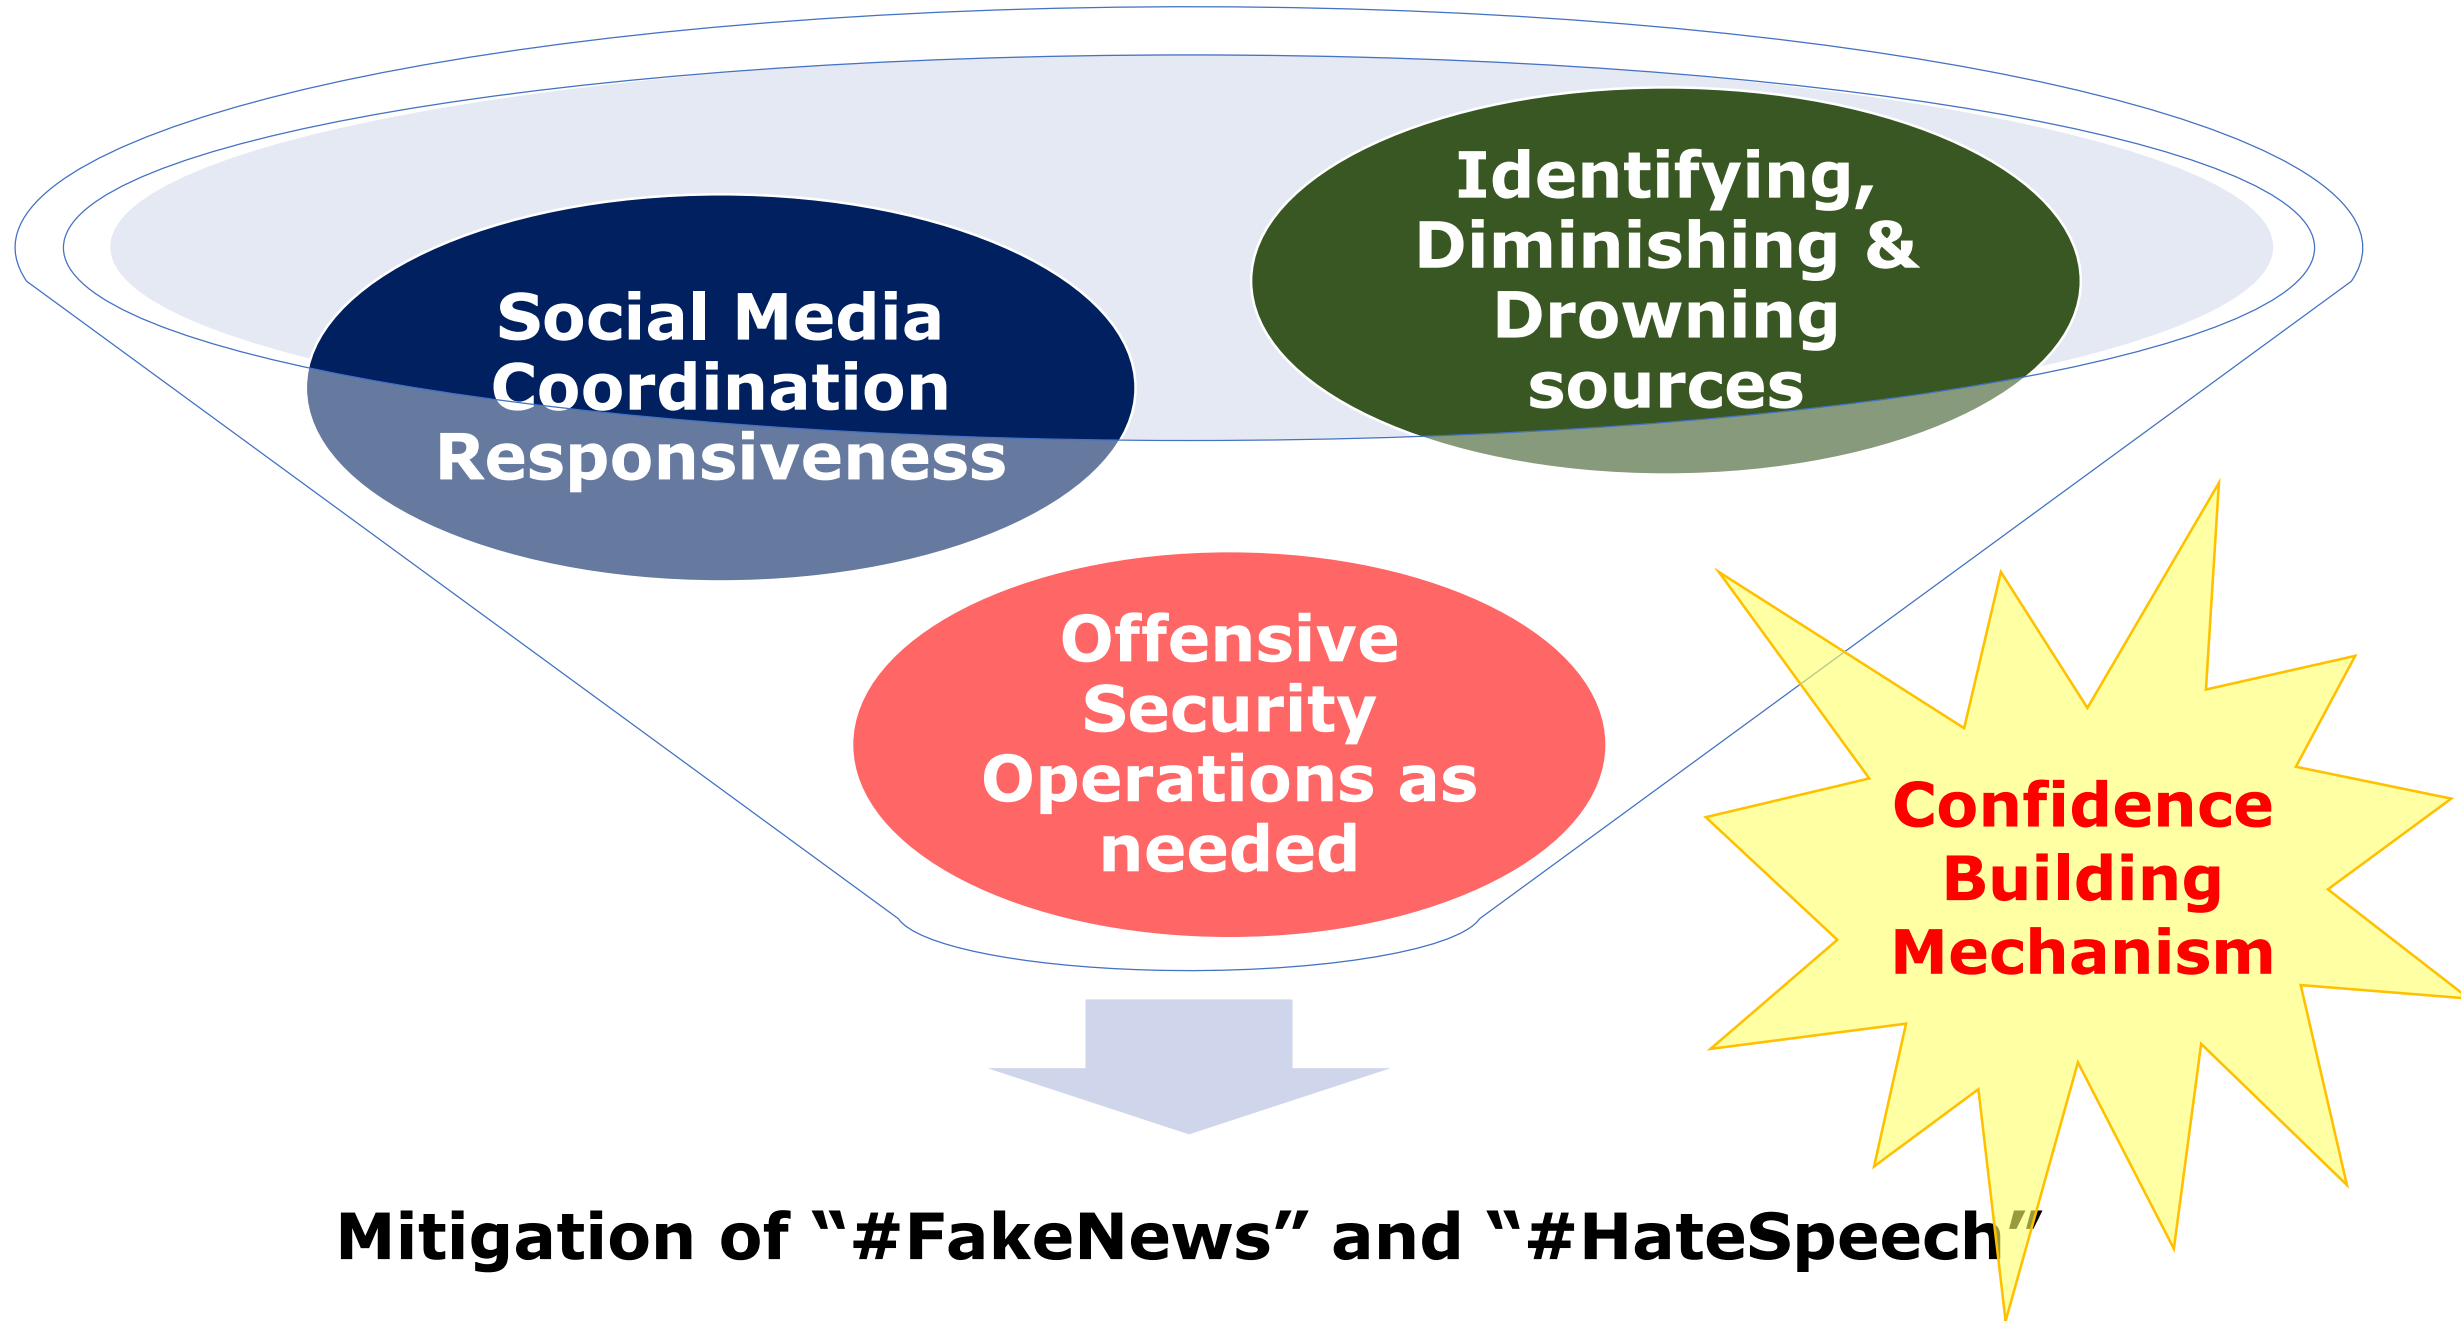 Social Media
Coordination
Responsiveness
Identifying,
Diminishing &
Drowning
sources
Offensive
Security
Operations as
needed
Confidence
Building
Mechanism
Mitigation of “#FakeNews” and “#HateSpeech”